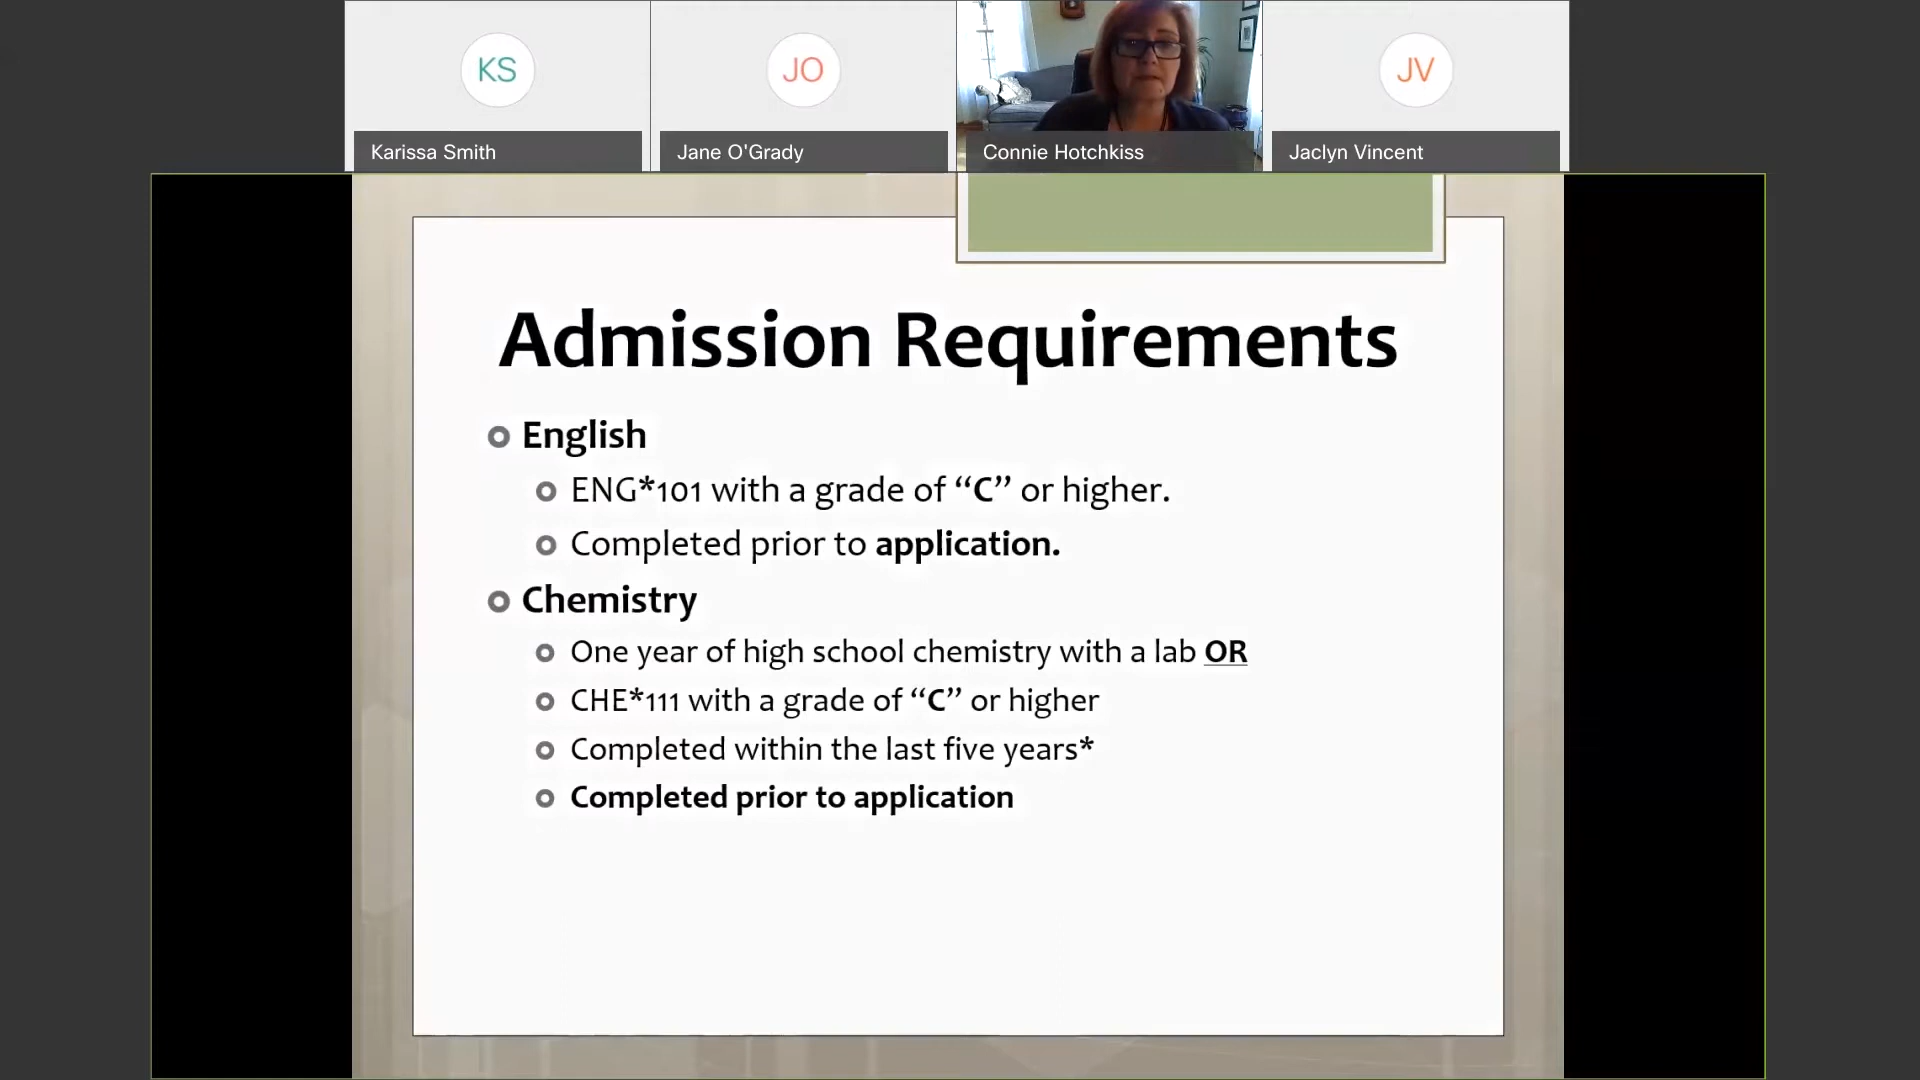 KS
JO
JV
Karissa Smith
Jane O'Grady
Connie Hotchkiss
Jaclyn Vincent
Admission Requirements
English
ENG*101 with a grade of “C” or higher.
Completed prior to application.
Chemistry
One year of high school chemistry with a lab OR
CHE*111 with a grade of “C” or higher
Completed within the last five years*
Completed prior to application